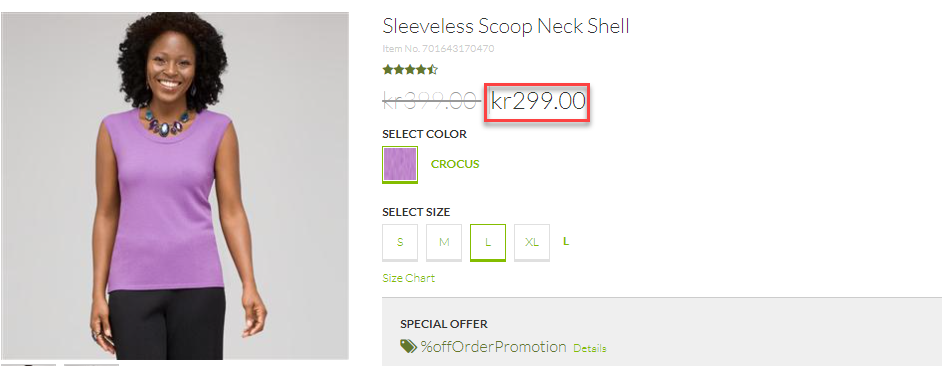 Sleeveless Scoop Neck Shell
Item No. 701643170470
kr399.00 kr299.00
SELECT COLOR
CROCUS
SELECT SIZE
S M L XL L
Size Chart
SPECIAL OFFER
%offOrderPromotion Details